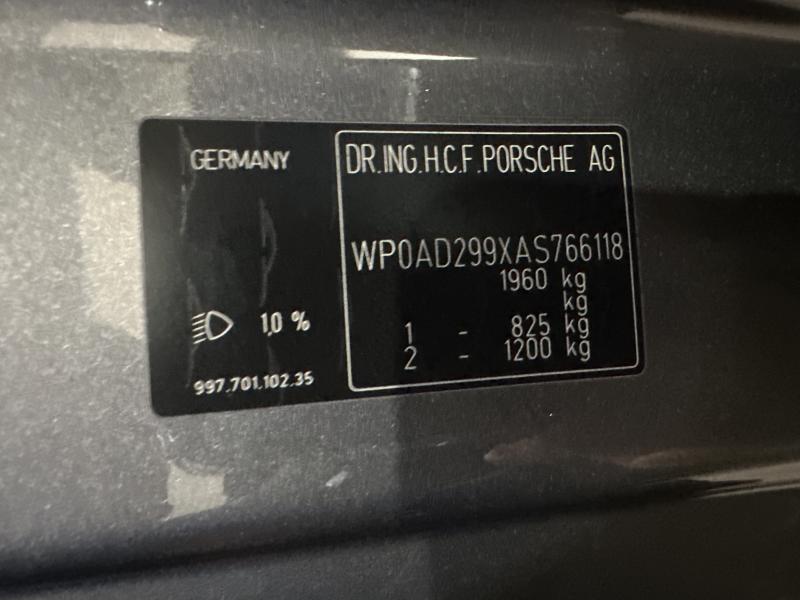 GERMANY
DR.ING.H.C.F.PORSCHE AG
WP0AD299XAS766118
1960 kg
kg
1 - 825 kg
2 - 1200 kg
1,0 %
997.701.102.35